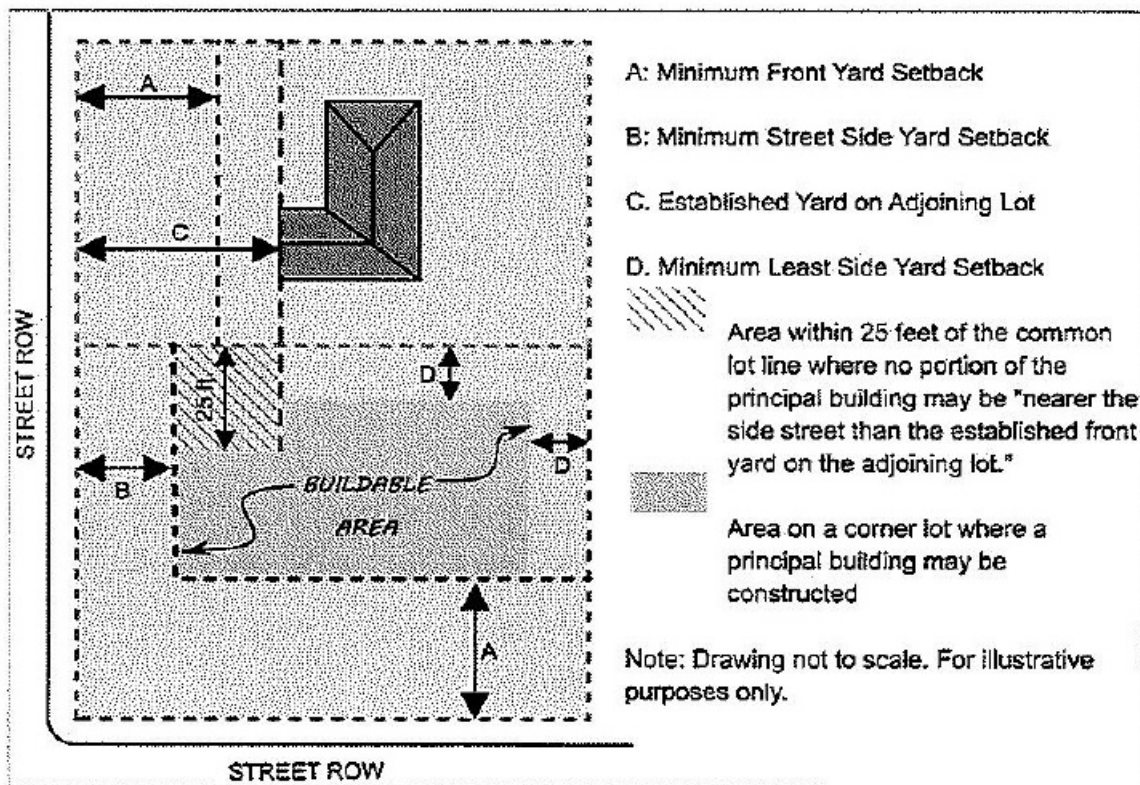 A
C
STREET ROW
25 ft.
D
B
D
BUILDABLE
AREA
A
STREET ROW
A: Minimum Front Yard Setback
B: Minimum Street Side Yard Setback
C. Established Yard on Adjoining Lot
D. Minimum Least Side Yard Setback
Area within 25 feet of the common
lot line where no portion of the
principal building may be "nearer the
side street than the established front
yard on the adjoining lot."
Area on a corner lot where a
principal building may be
constructed
Note: Drawing not to scale. For illustrative
purposes only.